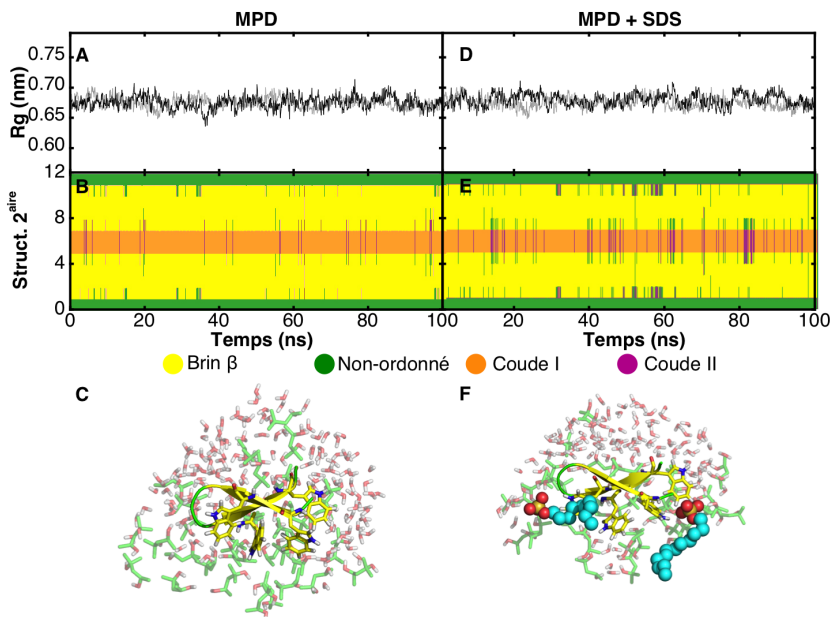 MPD
MPD + SDS
A
D
0.75
0.70
0.65
0.60
Rg (nm)
B
E
12
8
4
0
Struct. 2aire
0 20 40 60 80 100 20 40 60 80 100
Temps (ns)
Temps (ns)
Brin β Non-ordonné Coude I Coude II
C
F